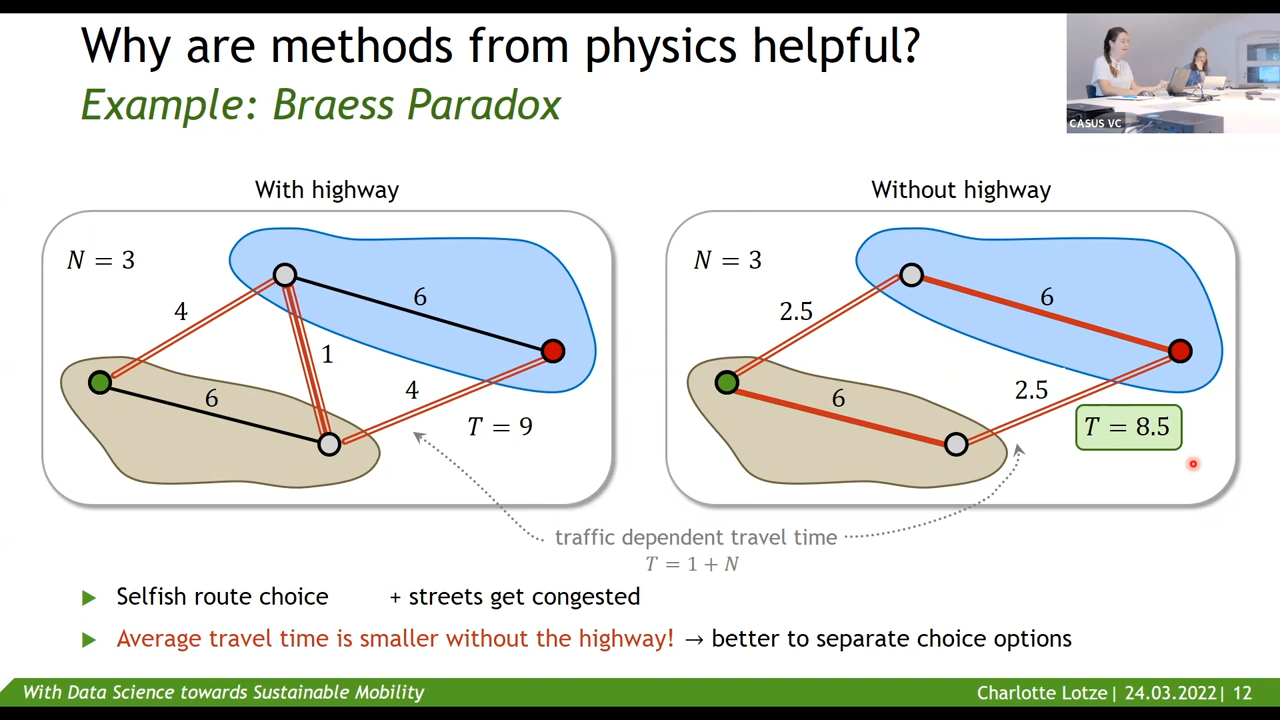 Why are methods from physics helpful?
Example: Braess Paradox
CASUS VC
With highway
N = 3
4
6
1
6
4
T = 9
Without highway
N = 3
2.5
6
6
2.5
T = 8.5
traffic dependent travel time
T = 1 + N
▶ Selfish route choice + streets get congested
▶ Average travel time is smaller without the highway! → better to separate choice options
With Data Science towards Sustainable Mobility
Charlotte Lotze| 24.03.2022| 12